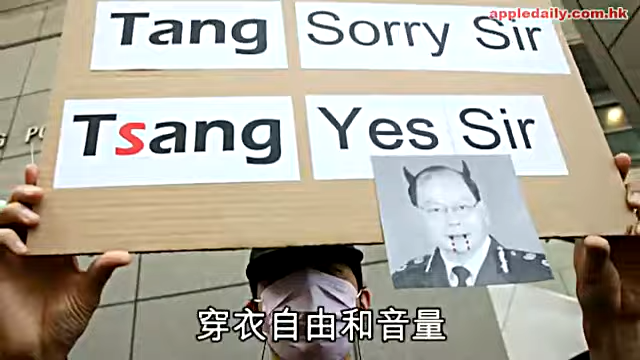 appledaily.com.hk
Tang Sorry Sir
Tsang Yes Sir
穿衣自由和音量